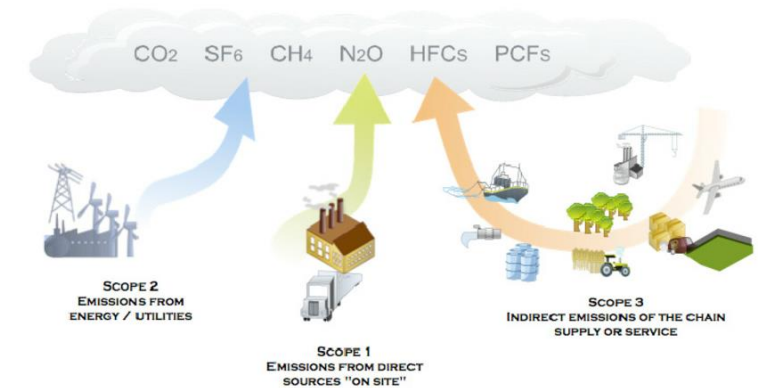 CO2 SF6 CH4 N2O HFCs PCFs
SCOPE 2
EMISSIONS FROM
ENERGY / UTILITIES
SCOPE 1
EMISSIONS FROM DIRECT
SOURCES "ON SITE"
SCOPE 3
INDIRECT EMISSIONS OF THE CHAIN
SUPPLY OR SERVICE